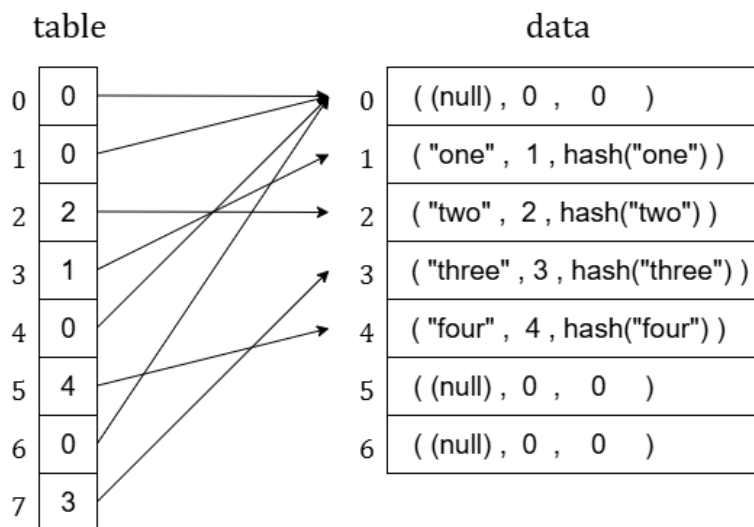 table data
0 0 0 ( (null) , 0 , 0 )
1 0 1 ( "one" , 1 , hash("one") )
2 2 2 ( "two" , 2 , hash("two") )
3 1 3 ( "three" , 3 , hash("three") )
4 0 4 ( "four" , 4 , hash("four") )
5 4 5 ( (null) , 0 , 0 )
6 0 6 ( (null) , 0 , 0 )
7 3